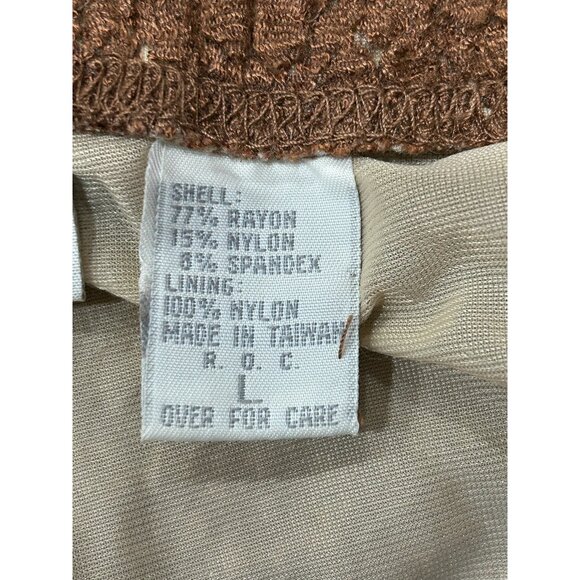 SHELL:
77% RAYON
15% NYLON
8% SPANDEX
LINING:
100% NYLON
MADE IN TAIWAN
R. O. C.
L
OVER FOR CARE